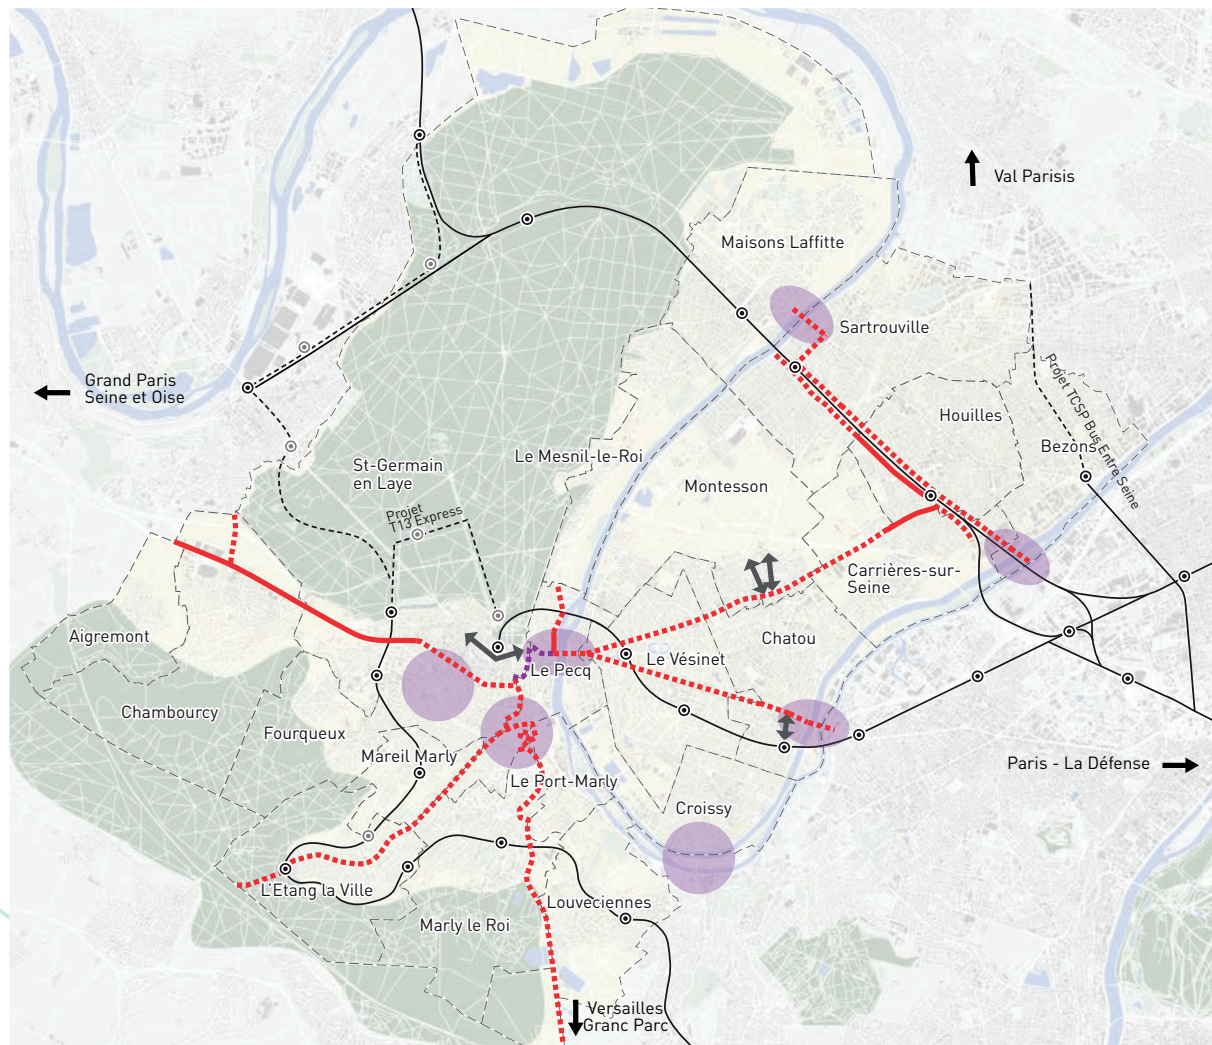 Val Parisis
Maisons Laffitte
Sartrouville
Grand Paris
Seine et Oise
Houilles
Projet TCSP Bus Entre Seine
Bezons
Le Mesnil-le-Roi
St-Germain
en Laye
Montesson
Projet
T13 Express
Carrières-sur-
Seine
Aigremont
Chatou
Le Vésinet
Le Pecq
Chambourcy
Fourqueux
Mareil Marly
Le Port-Marly
Paris - La Défense
Croissy
L'Etang la Ville
Louveciennes
Marly le Roi
Versailles
Granc Parc